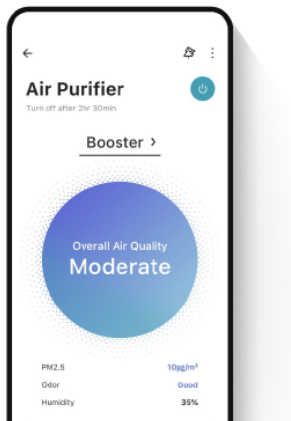 Air Purifier
Turn off after 2hr 30min
Booster >
Overall Air Quality
Moderate
PM2.5 10μg/m³
Odor Good
Humidity 35%